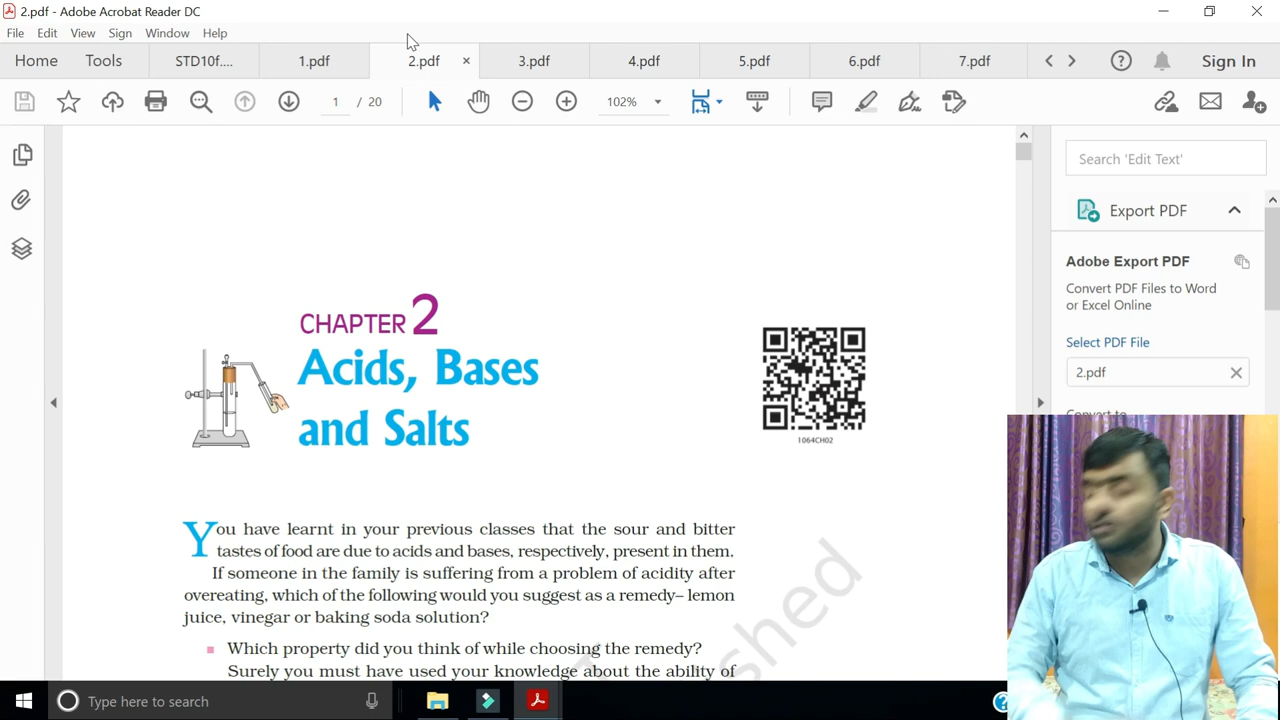 2.pdf - Adobe Acrobat Reader DC
File Edit View Sign Window Help
Home Tools STD10f.... 1.pdf 2.pdf × 3.pdf 4.pdf 5.pdf 6.pdf 7.pdf Sign In
1 / 20 102%
Search 'Edit Text'
Export PDF
Adobe Export PDF
Convert PDF Files to Word
or Excel Online
Select PDF File
2.pdf
Convert to
CHAPTER 2
Acids, Bases
and Salts
1064CH02
You have learnt in your previous classes that the sour and bitter
tastes of food are due to acids and bases, respectively, present in them.
If someone in the family is suffering from a problem of acidity after
overeating, which of the following would you suggest as a remedy– lemon
juice, vinegar or baking soda solution?
Which property did you think of while choosing the remedy?
Surely you must have used your knowledge about the ability of
Type here to search